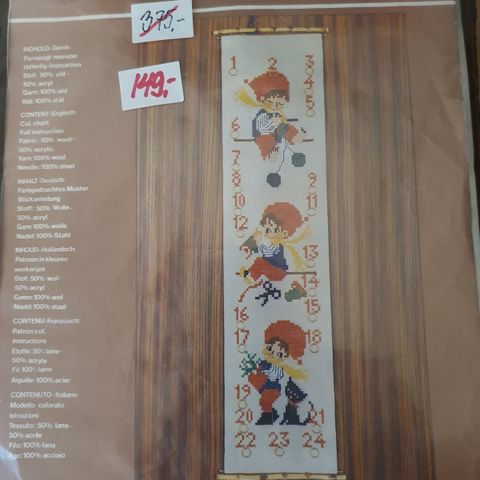 375,-
149,-
INDHOLD-Dansk
Farvelagt mønster
Udførlig instruktion
Stof: 50% uld-
50% acryl
Garn: 100% uld
Nål: 100% stål
CONTENT-Englisch:
Col. chart
Full instruction
Fabric: 50% wool-
50% acrylic
Yarn: 100% wool
Needle: 100% steel
INHALT-Deutsch:
Farbgedrucktes Muster
Stickanleitung
Stoff: 50% Wolle-
50% acryl
Garn: 100% wolle
Nadel: 100% Stahl
INHOUD-Holländisch:
Patroon in kleuren
werkwijze
Stof: 50% wol-
50% acryl
Garen: 100% wol
Naald: 100% staal
CONTENU-Französisch:
Patron col.
Instructions
Etoffe: 50% laine-
50% acryle
Fil: 100% laine
Aiguille: 100% acier
CONTENUTO-Italiano
Modello colorato
Istruzioni
Tessuto: 50% lana-
50% acrile
Filo: 100% lana
Ago: 100% acciaio
1 2 3
4
5
6
7
8 9
10 11
12
13
14
15
16
17 18
19
20 21
22 23 24